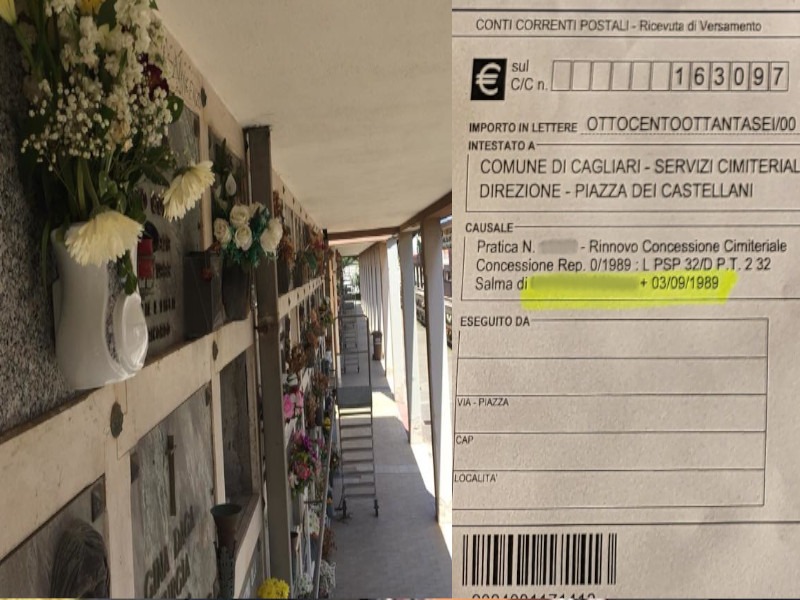 GINA DAGA
CONTI CORRENTI POSTALI - Ricevuta di Versamento
€ sul
C/C n. 163097
IMPORTO IN LETTERE OTTOCENTOOTTANTASEI/00
INTESTATO A
COMUNE DI CAGLIARI - SERVIZI CIMITERIAL
DIREZIONE - PIAZZA DEI CASTELLANI
CAUSALE
Pratica N. - Rinnovo Concessione Cimiteriale
Concessione Rep. 0/1989 : L PSP 32/D P.T. 2 32
Salma di + 03/09/1989
ESEGUITO DA
VIA - PIAZZA
CAP
LOCALITA'